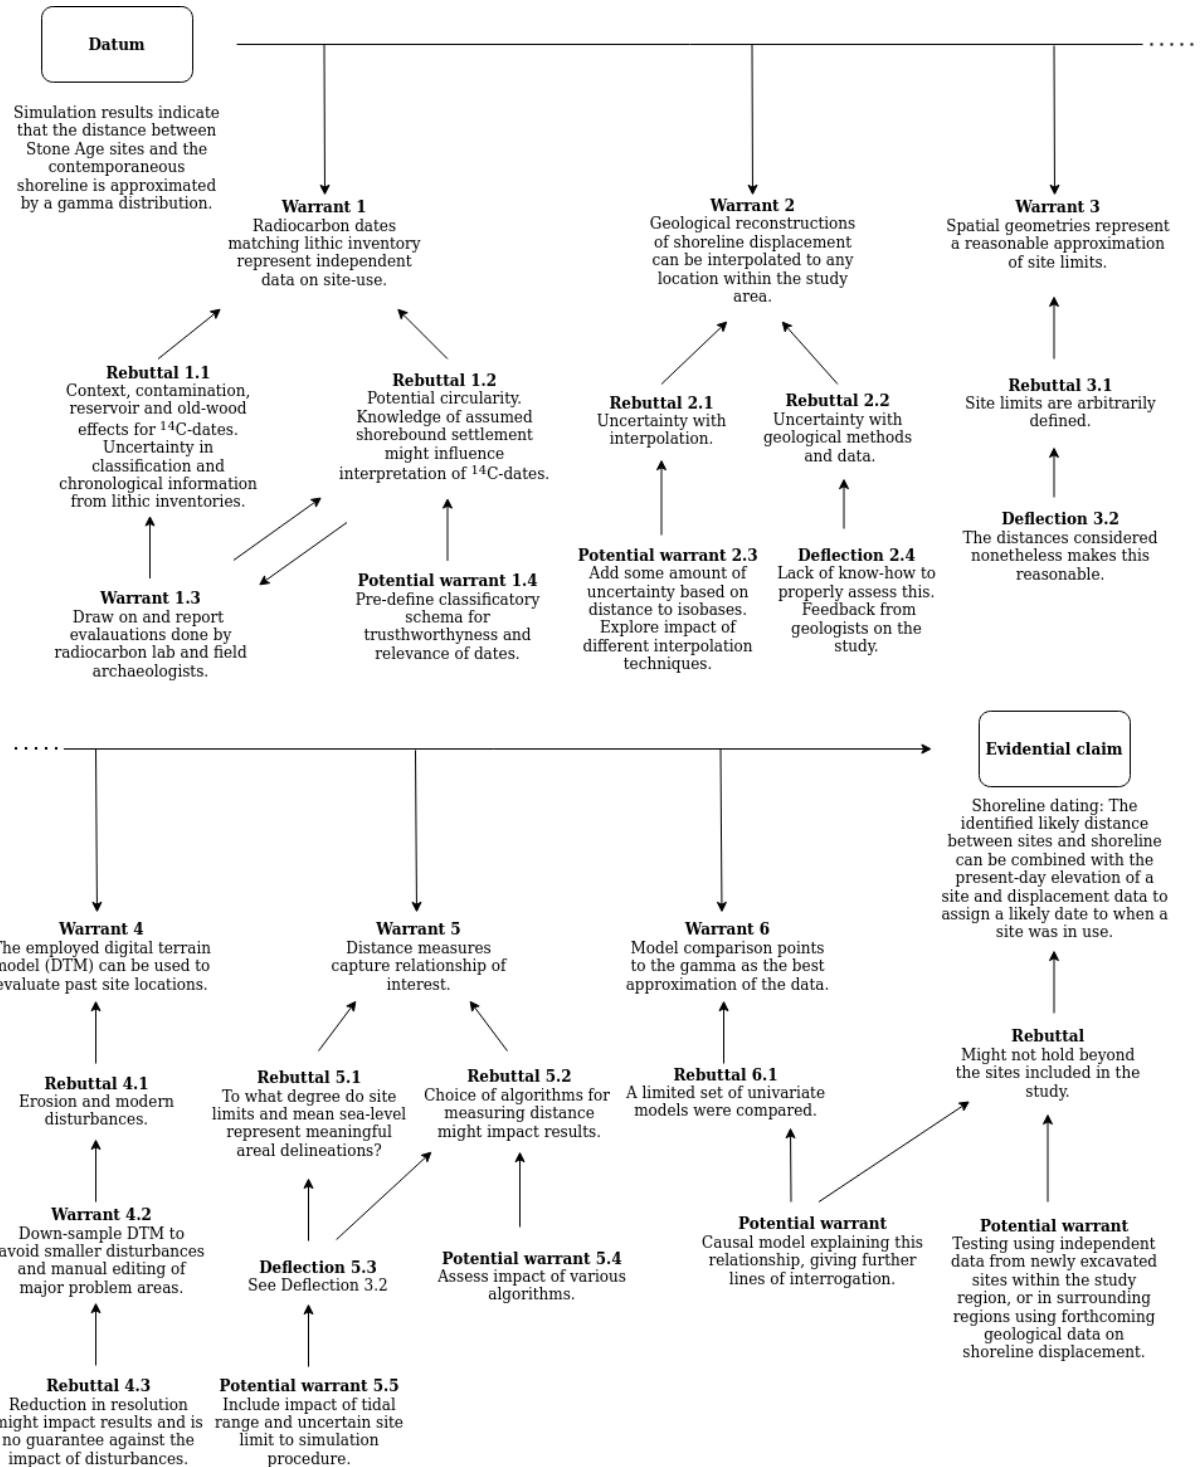 Datum
Simulation results indicate
that the distance between
Stone Age sites and the
contemporaneous
shoreline is approximated
by a gamma distribution.
Warrant 1
Radiocarbon dates
matching lithic inventory
represent independent
data on site-use.
Warrant 2
Geological reconstructions
of shoreline displacement
can be interpolated to any
location within the study
area.
Warrant 3
Spatial geometries represent
a reasonable approximation
of site limits.
Rebuttal 1.1
Context, contamination,
reservoir and old-wood
effects for ¹⁴C-dates.
Uncertainty in
classification and
chronological information
from lithic inventories.
Rebuttal 1.2
Potential circularity.
Knowledge of assumed
shorebound settlement
might influence
interpretation of ¹⁴C-dates.
Rebuttal 2.1
Uncertainty with
interpolation.
Rebuttal 2.2
Uncertainty with
geological methods
and data.
Rebuttal 3.1
Site limits are arbitrarily
defined.
Warrant 1.3
Draw on and report
evalauations done by
radiocarbon lab and field
archaeologists.
Potential warrant 1.4
Pre-define classificatory
schema for
trusthworthyness and
relevance of dates.
Potential warrant 2.3
Add some amount of
uncertainty based on
distance to isobases.
Explore impact of
different interpolation
techniques.
Deflection 2.4
Lack of know-how to
properly assess this.
Feedback from
geologists on the
study.
Deflection 3.2
The distances considered
nonetheless makes this
reasonable.
Evidential claim
Shoreline dating: The
identified likely distance
between sites and shoreline
can be combined with the
present-day elevation of a
site and displacement data to
assign a likely date to when a
site was in use.
Warrant 4
The employed digital terrain
model (DTM) can be used to
evaluate past site locations.
Warrant 5
Distance measures
capture relationship of
interest.
Warrant 6
Model comparison points
to the gamma as the best
approximation of the data.
Rebuttal
Might not hold beyond
the sites included in the
study.
Rebuttal 4.1
Erosion and modern
disturbances.
Rebuttal 5.1
To what degree do site
limits and mean sea-level
represent meaningful
areal delineations?
Rebuttal 5.2
Choice of algorithms for
measuring distance
might impact results.
Rebuttal 6.1
A limited set of univariate
models were compared.
Warrant 4.2
Down-sample DTM to
avoid smaller disturbances
and manual editing of
major problem areas.
Deflection 5.3
See Deflection 3.2
Potential warrant 5.4
Assess impact of various
algorithms.
Potential warrant
Causal model explaining this
relationship, giving further
lines of interrogation.
Potential warrant
Testing using independent
data from newly excavated
sites within the study
region, or in surrounding
regions using forthcoming
geological data on
shoreline displacement.
Rebuttal 4.3
Reduction in resolution
might impact results and is
no guarantee against the
impact of disturbances.
Potential warrant 5.5
Include impact of tidal
range and uncertain site
limit to simulation
procedure.